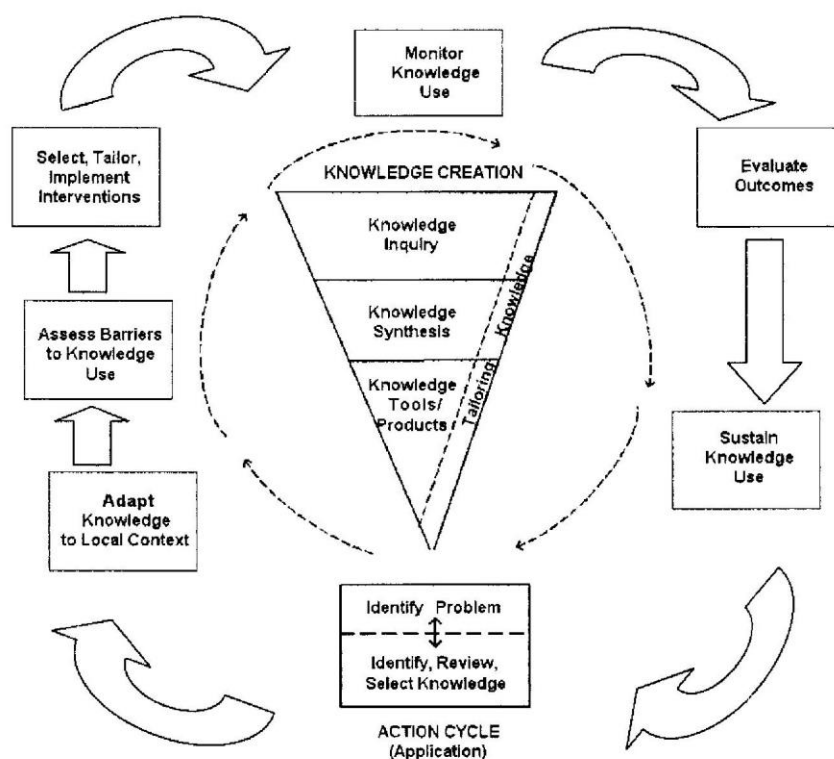 Monitor
Knowledge
Use
Select, Tailor,
Implement
Interventions
KNOWLEDGE CREATION
Evaluate
Outcomes
Knowledge
Inquiry
Knowledge
Synthesis
Knowledge
Tools/
Products
Tailoring Knowledge
Assess Barriers
to Knowledge
Use
Sustain
Knowledge
Use
Adapt
Knowledge
to Local Context
Identify Problem
Identify, Review,
Select Knowledge
ACTION CYCLE
(Application)